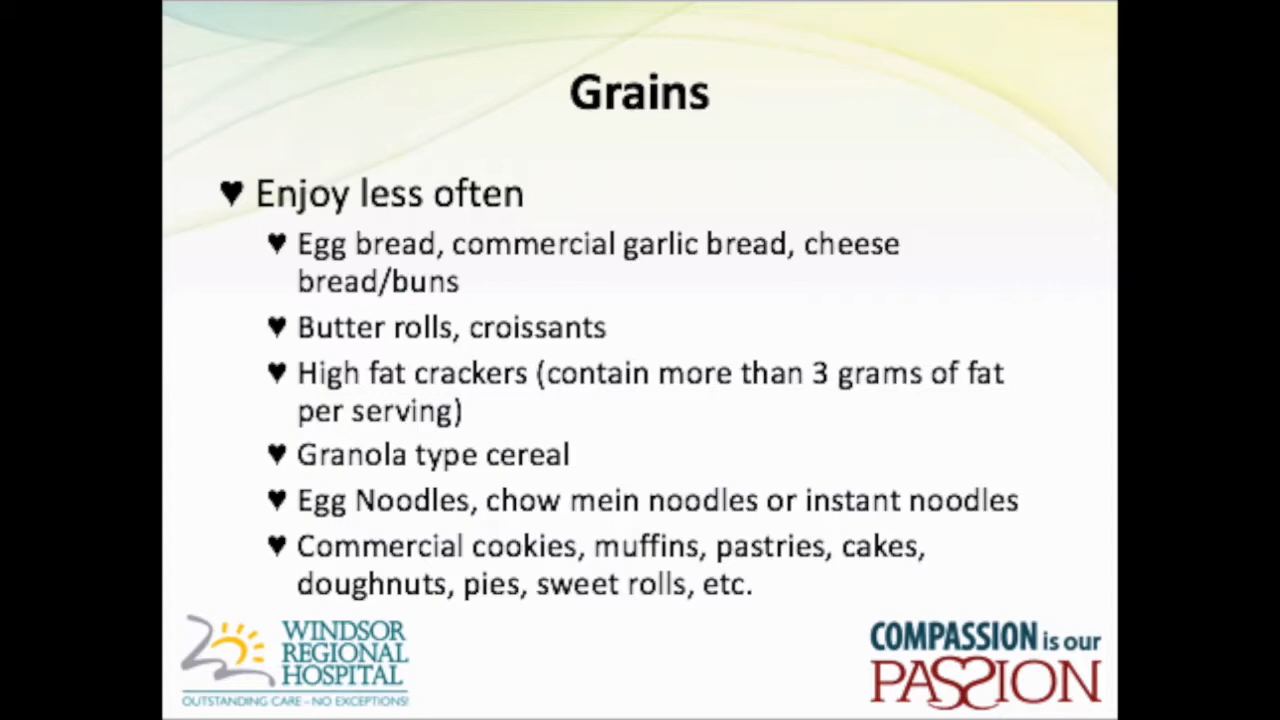 Grains
♥ Enjoy less often
♥ Egg bread, commercial garlic bread, cheese
bread/buns
♥ Butter rolls, croissants
♥ High fat crackers (contain more than 3 grams of fat
per serving)
♥ Granola type cereal
♥ Egg Noodles, chow mein noodles or instant noodles
♥ Commercial cookies, muffins, pastries, cakes,
doughnuts, pies, sweet rolls, etc.
WINDSOR
REGIONAL
HOSPITAL
OUTSTANDING CARE - NO EXCEPTIONS!
COMPASSION is our
PASSION